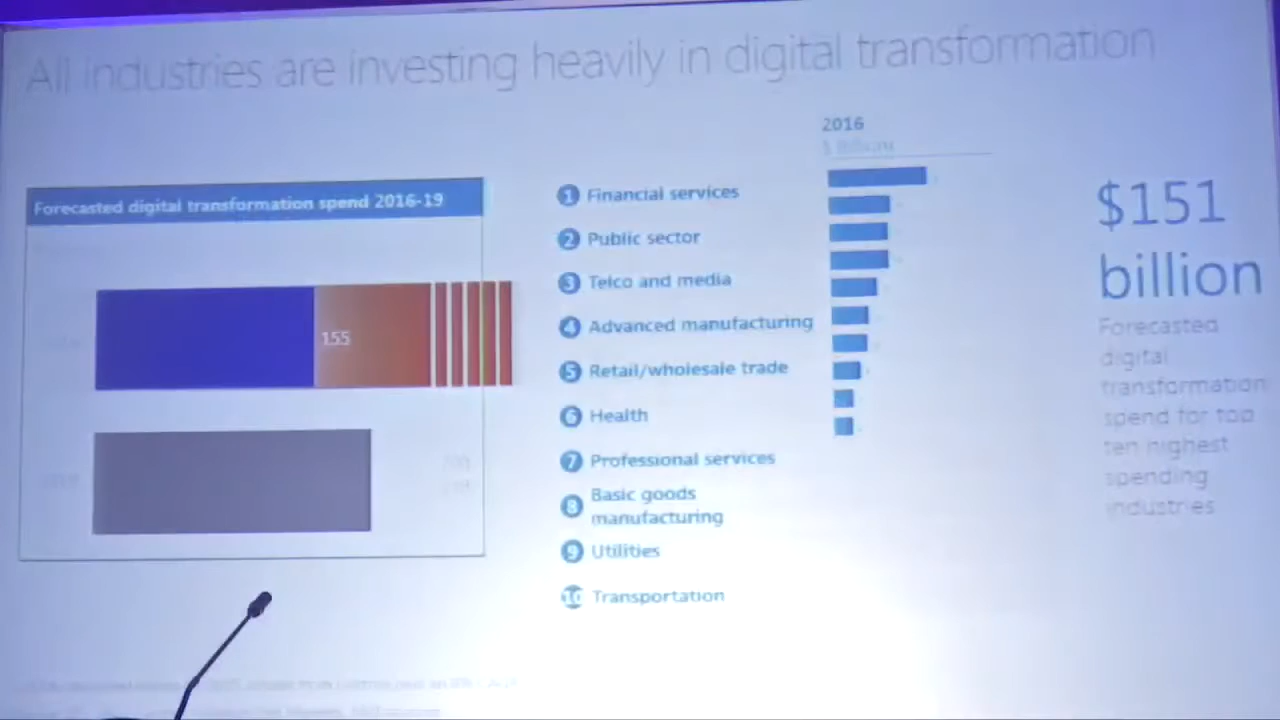 All industries are investing heavily in digital transformation
Forecasted digital transformation spend 2016-19
155
1 Financial services
2 Public sector
3 Telco and media
4 Advanced manufacturing
5 Retail/wholesale trade
6 Health
7 Professional services
8 Basic goods
manufacturing
9 Utilities
10 Transportation
2016
$151
billion
Forecasted
digital
transformation
spend for top
ten highest
spending
industries